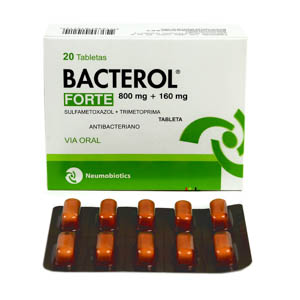 20 Tabletas
BACTEROL®
FORTE 800 mg + 160 mg
SULFAMETOXAZOL + TRIMETOPRIMA
TABLETA
ANTIBACTERIANO
VIA ORAL
Neumobiotics